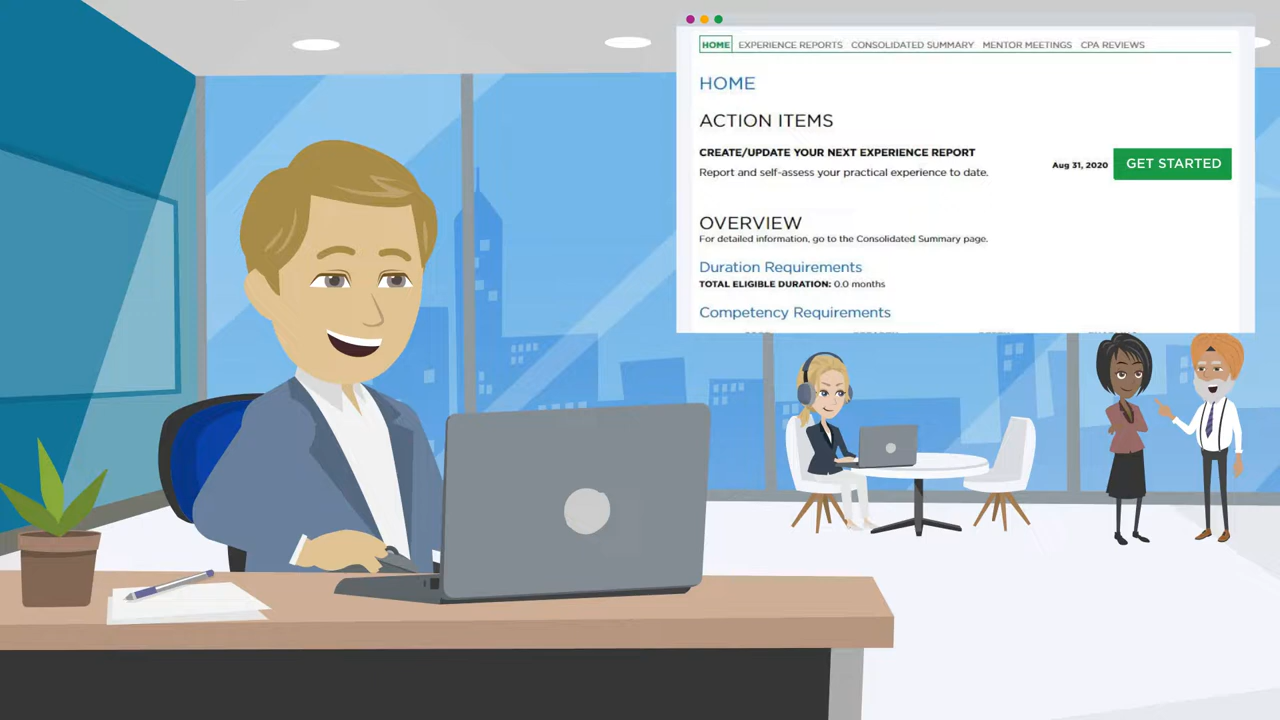 HOME EXPERIENCE REPORTS CONSOLIDATED SUMMARY MENTOR MEETINGS CPA REVIEWS
HOME
ACTION ITEMS
CREATE/UPDATE YOUR NEXT EXPERIENCE REPORT
Report and self-assess your practical experience to date.
Aug 31, 2020
GET STARTED
OVERVIEW
For detailed information, go to the Consolidated Summary page.
Duration Requirements
TOTAL ELIGIBLE DURATION: 0.0 months
Competency Requirements